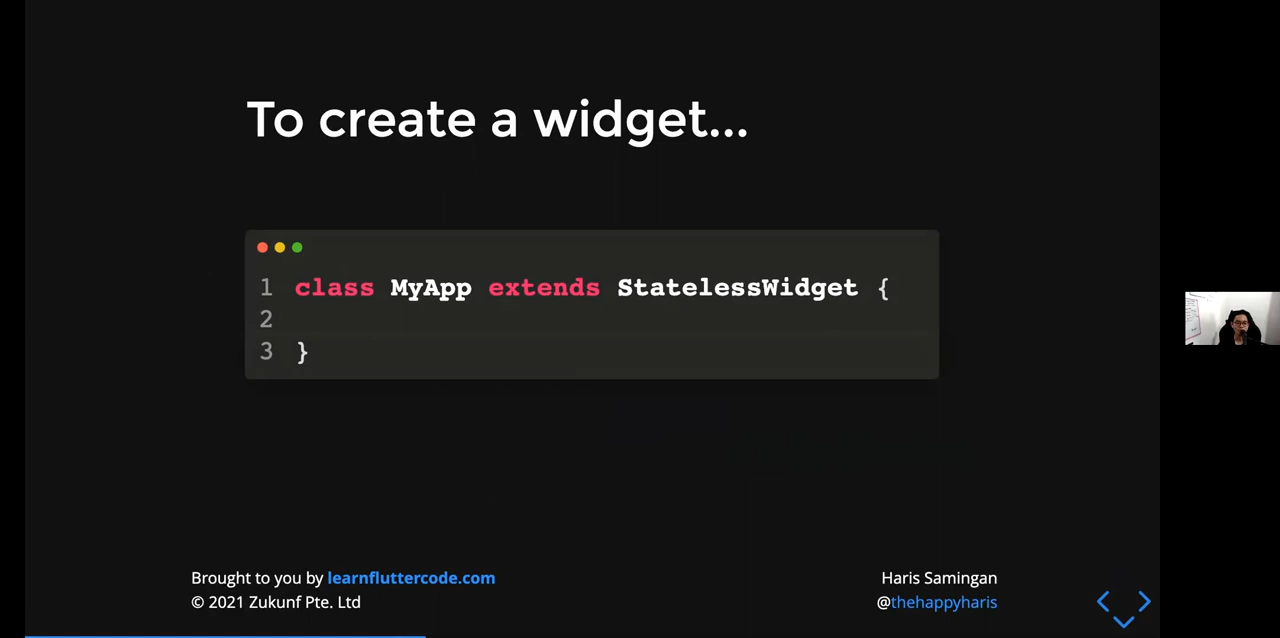 To create a widget...
1 class MyApp extends StatelessWidget {
2
3 }
Brought to you by learnfluttercode.com
© 2021 Zukunf Pte. Ltd
Haris Samingan
@thehappyharis